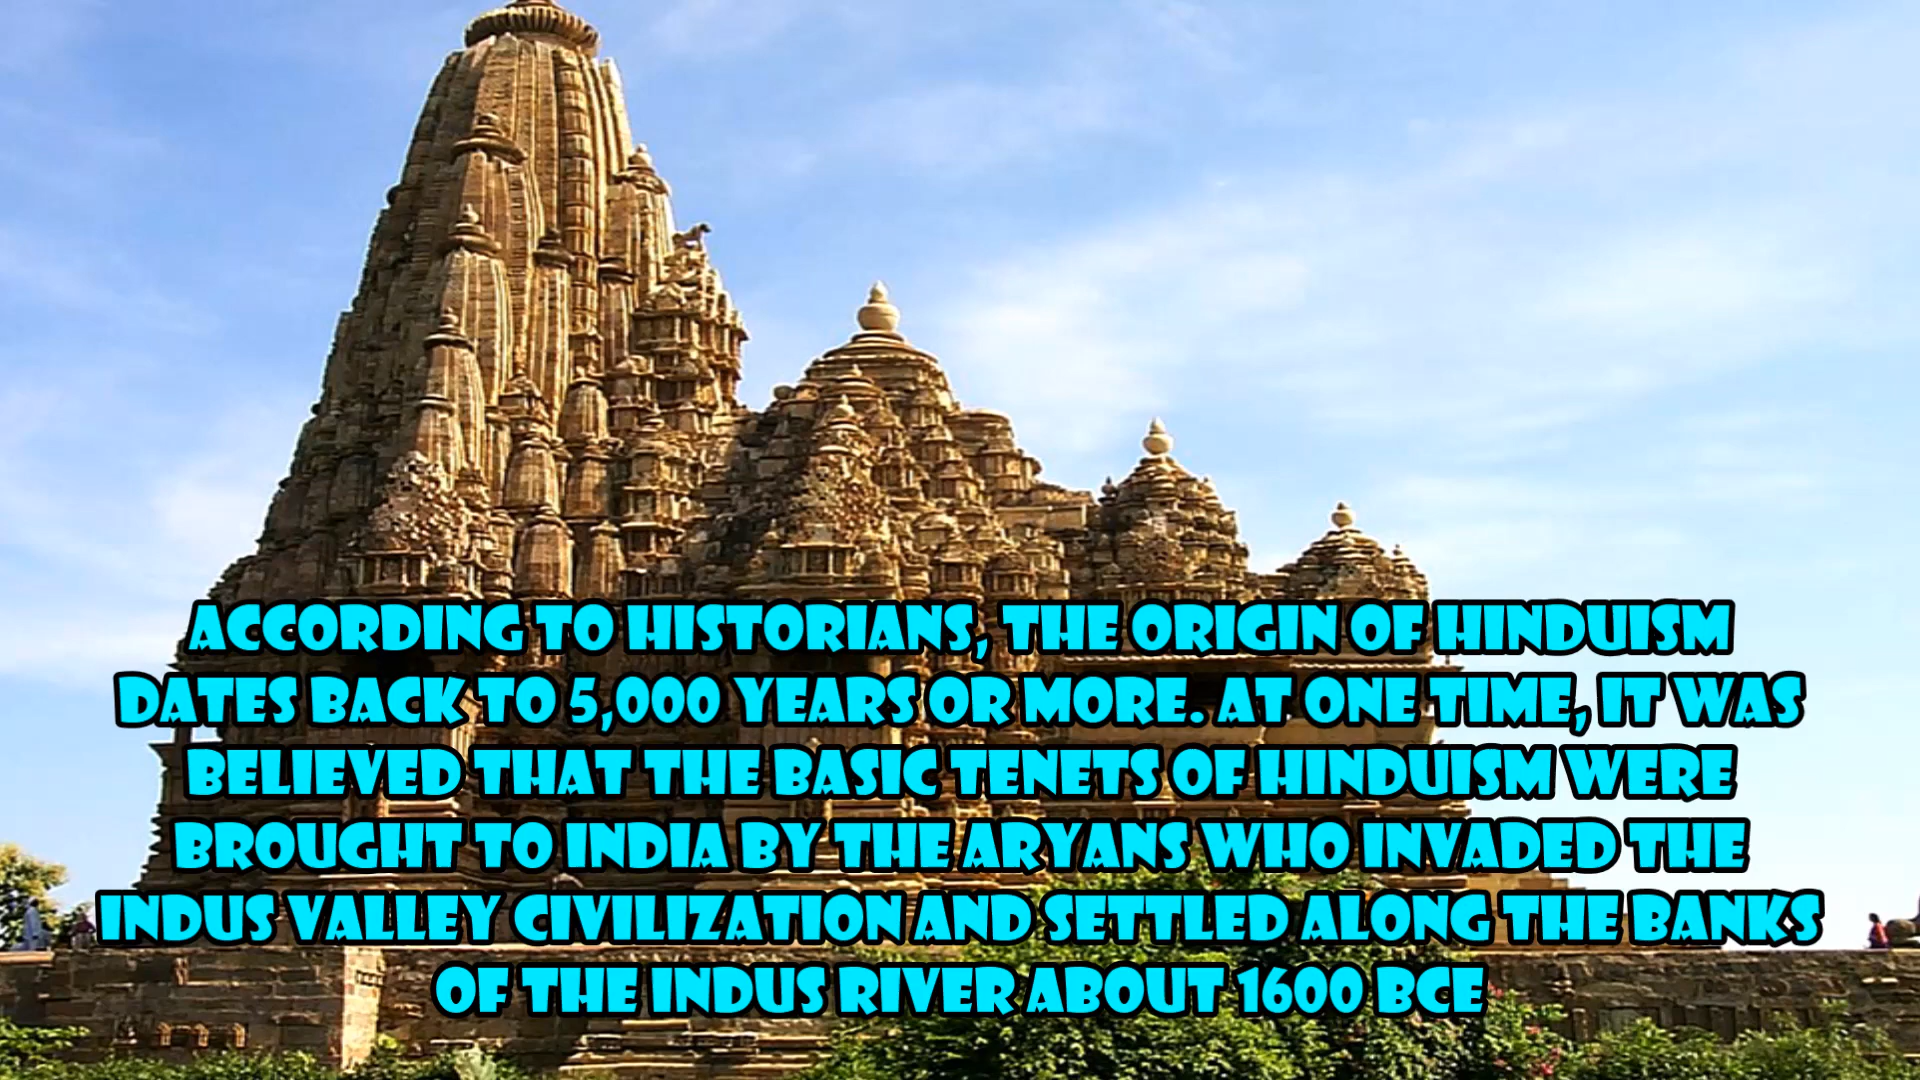 ACCORDING TO HISTORIANS, THE ORIGIN OF HINDUISM
DATES BACK TO 5,000 YEARS OR MORE. AT ONE TIME, IT WAS
BELIEVED THAT THE BASIC TENETS OF HINDUISM WERE
BROUGHT TO INDIA BY THE ARYANS WHO INVADED THE
INDUS VALLEY CIVILIZATION AND SETTLED ALONG THE BANKS
OF THE INDUS RIVER ABOUT 1600 BCE